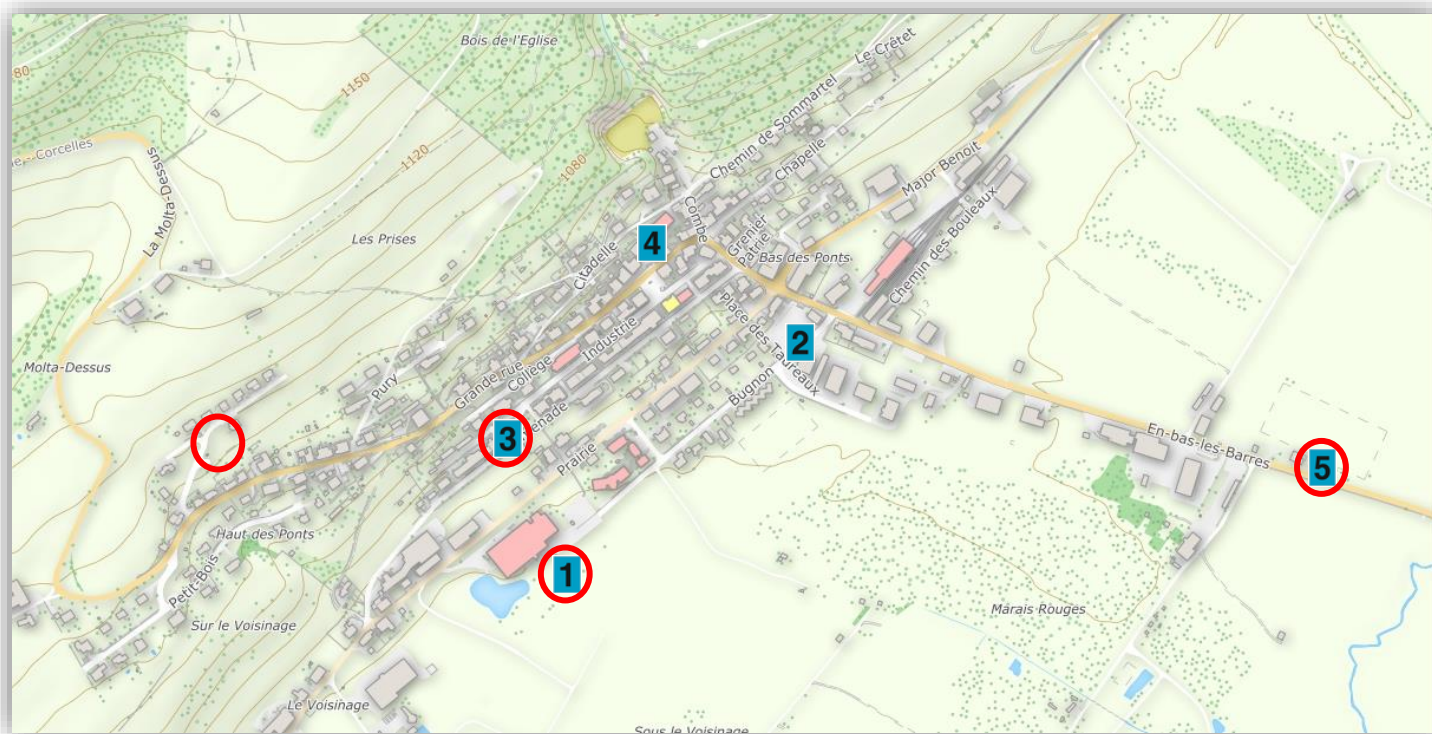 Bois de l'Eglise
80
1150
Le Crêtet
Chemin de Sommartel
e - Corcelles
1120
1080
Chapelle
Major Benoit
La Molta-Dessus
Combe
Grenier
Patrie
Chemin des Bouleaux
Les Prises
Citadelle
4
Bas des Ponts
Place des Taureaux
2
Industrie
Collège
Grande rue
Molta-Dessus
Pury
Bugnon
3
enade
Prairie
En-bas-les-Barres
5
Haut des Ponts
1
Petit-Bois
Sur le Voisinage
Marais Rouges
Le Voisinage
Sous le Voisinage